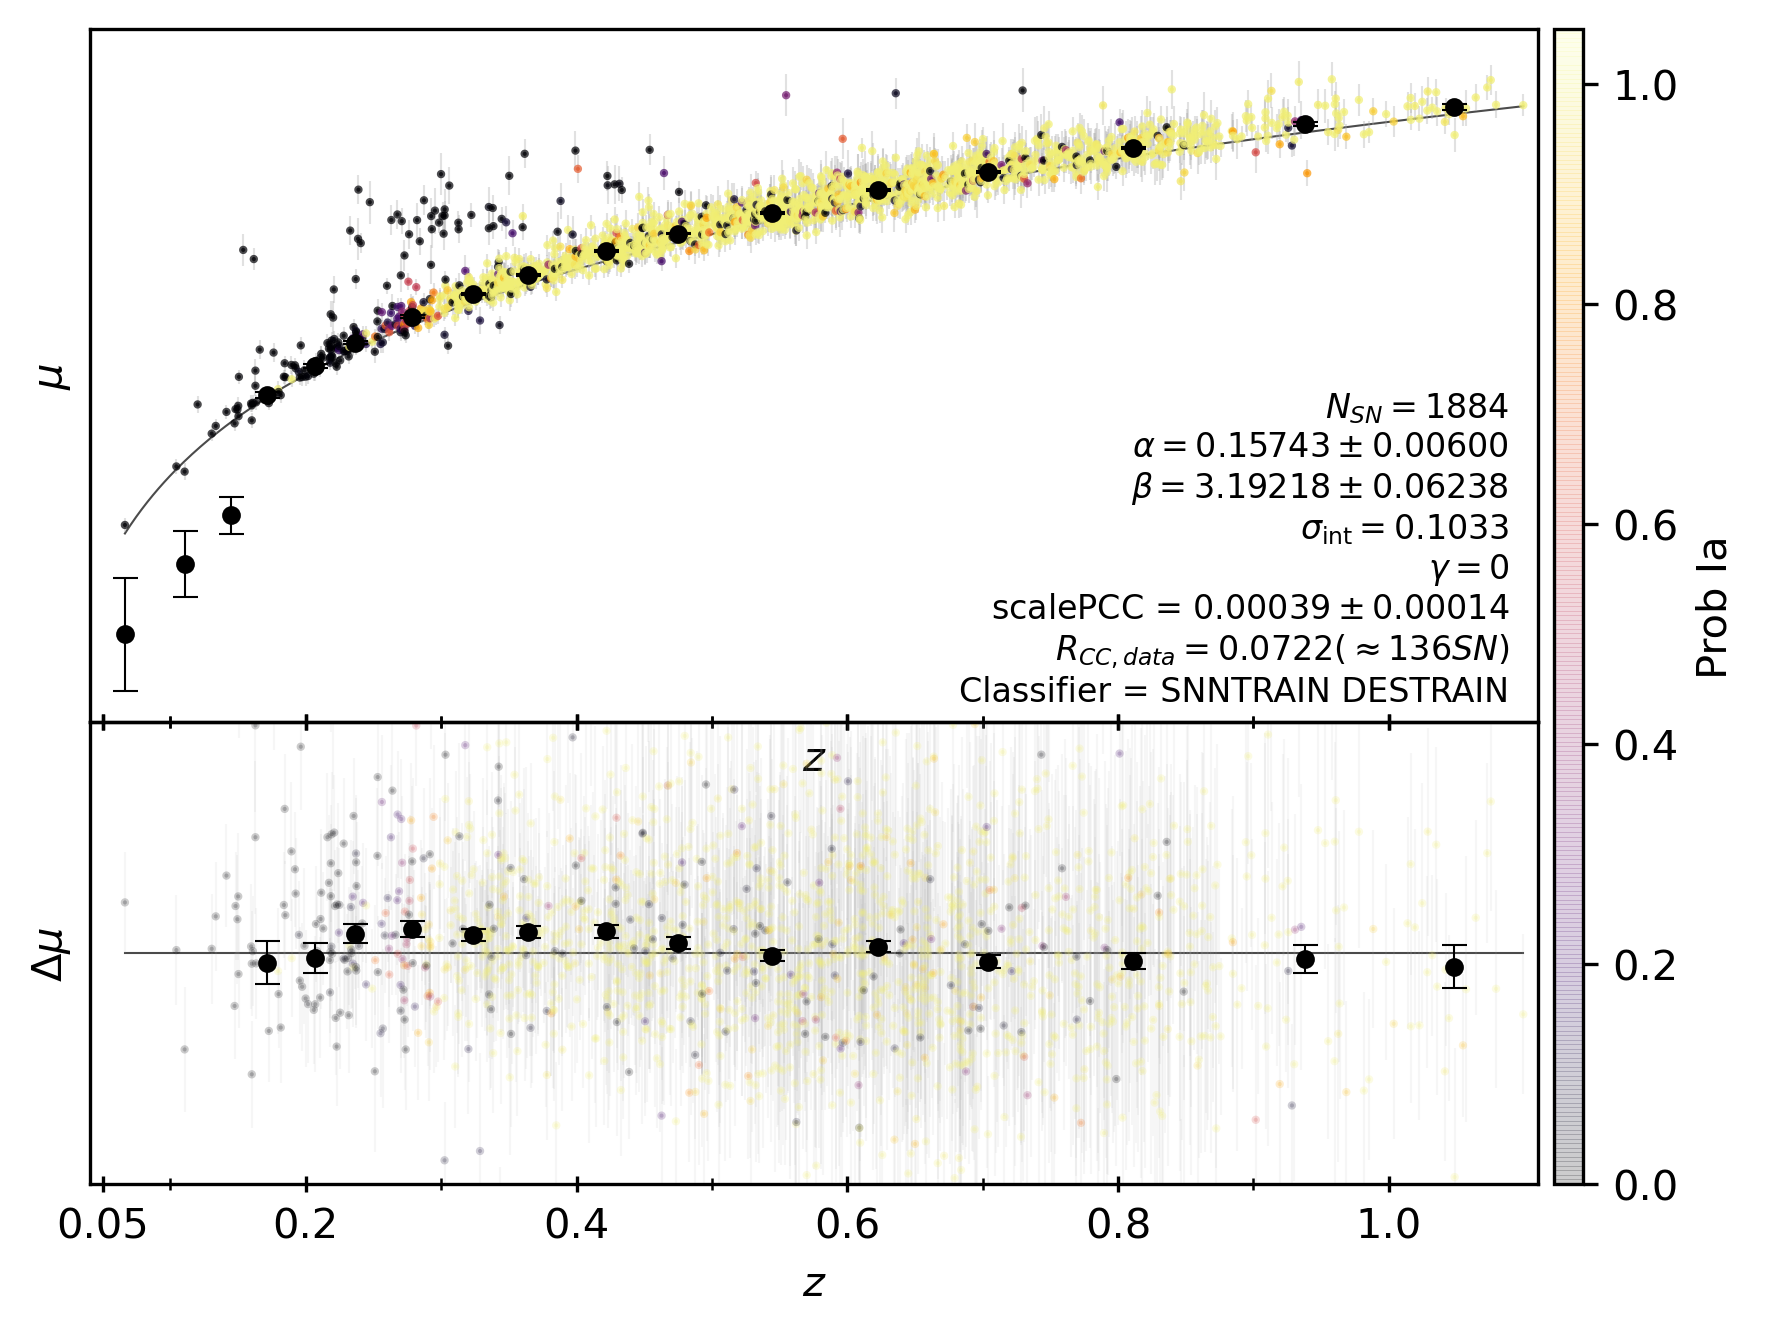 μ
N_SN = 1884
α = 0.15743 ± 0.00600
β = 3.19218 ± 0.06238
σ_int = 0.1033
γ = 0
scalePCC = 0.00039 ± 0.00014
R_CC,data = 0.0722( ≈ 136SN)
Classifier = SNNTRAIN DESTRAIN
z
Δμ
0.05 0.2 0.4 0.6 0.8 1.0
z
1.0
0.8
0.6
0.4
0.2
0.0
Prob Ia